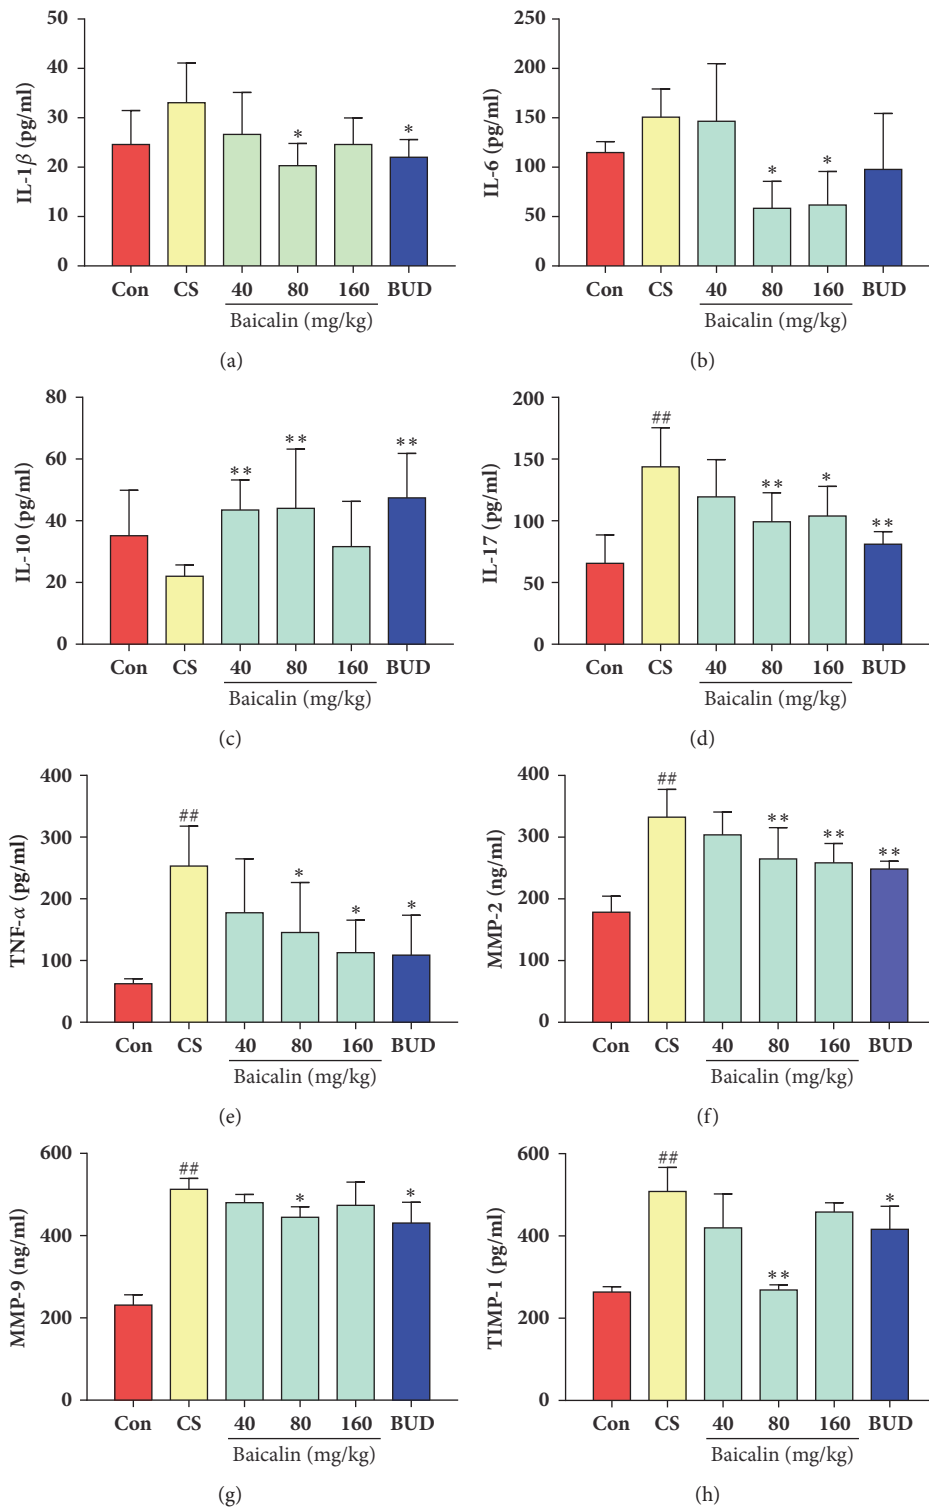 50
40
30
20
10
0
IL-1β (pg/ml)
*
*
Con CS 40 80 160 BUD
Baicalin (mg/kg)
(a)
250
200
150
100
50
0
IL-6 (pg/ml)
*
*
Con CS 40 80 160 BUD
Baicalin (mg/kg)
(b)
80
60
40
20
0
IL-10 (pg/ml)
**
**
**
Con CS 40 80 160 BUD
Baicalin (mg/kg)
(c)
200
150
100
50
0
IL-17 (pg/ml)
##
**
*
**
Con CS 40 80 160 BUD
Baicalin (mg/kg)
(d)
400
300
200
100
0
TNF-α (pg/ml)
##
*
*
*
Con CS 40 80 160 BUD
Baicalin (mg/kg)
(e)
400
300
200
100
0
MMP-2 (ng/ml)
##
**
**
**
Con CS 40 80 160 BUD
Baicalin (mg/kg)
(f)
600
400
200
0
MMP-9 (ng/ml)
##
*
*
Con CS 40 80 160 BUD
Baicalin (mg/kg)
(g)
600
400
200
0
TIMP-1 (pg/ml)
##
**
*
Con CS 40 80 160 BUD
Baicalin (mg/kg)
(h)